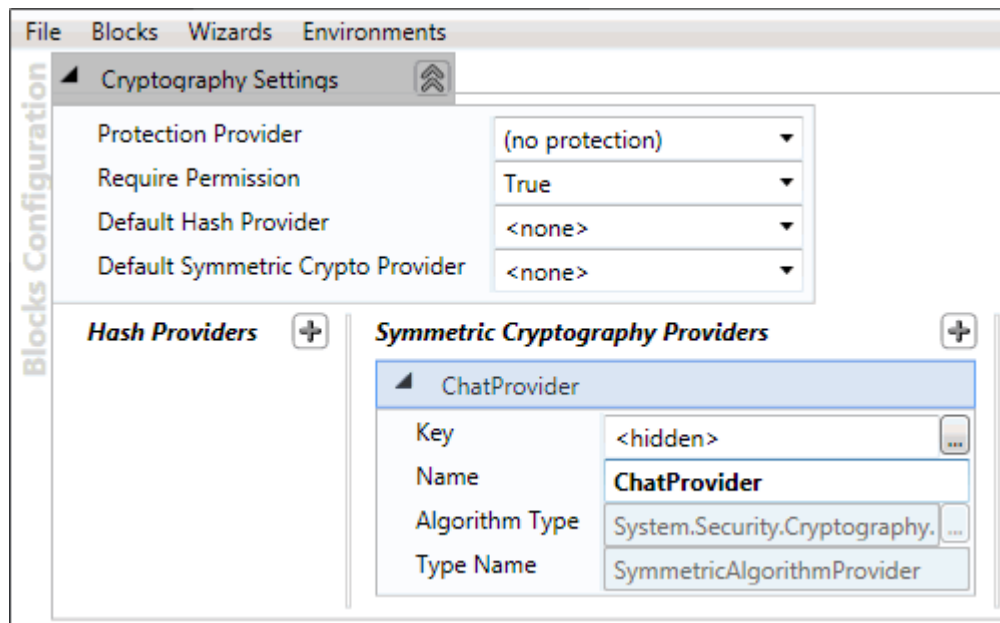 File Blocks Wizards Environments
Blocks Configuration
Cryptography Settings
Protection Provider (no protection)
Require Permission True
Default Hash Provider <none>
Default Symmetric Crypto Provider <none>
Hash Providers Symmetric Cryptography Providers
ChatProvider
Key <hidden> ...
Name ChatProvider
Algorithm Type System.Security.Cryptography. ...
Type Name SymmetricAlgorithmProvider